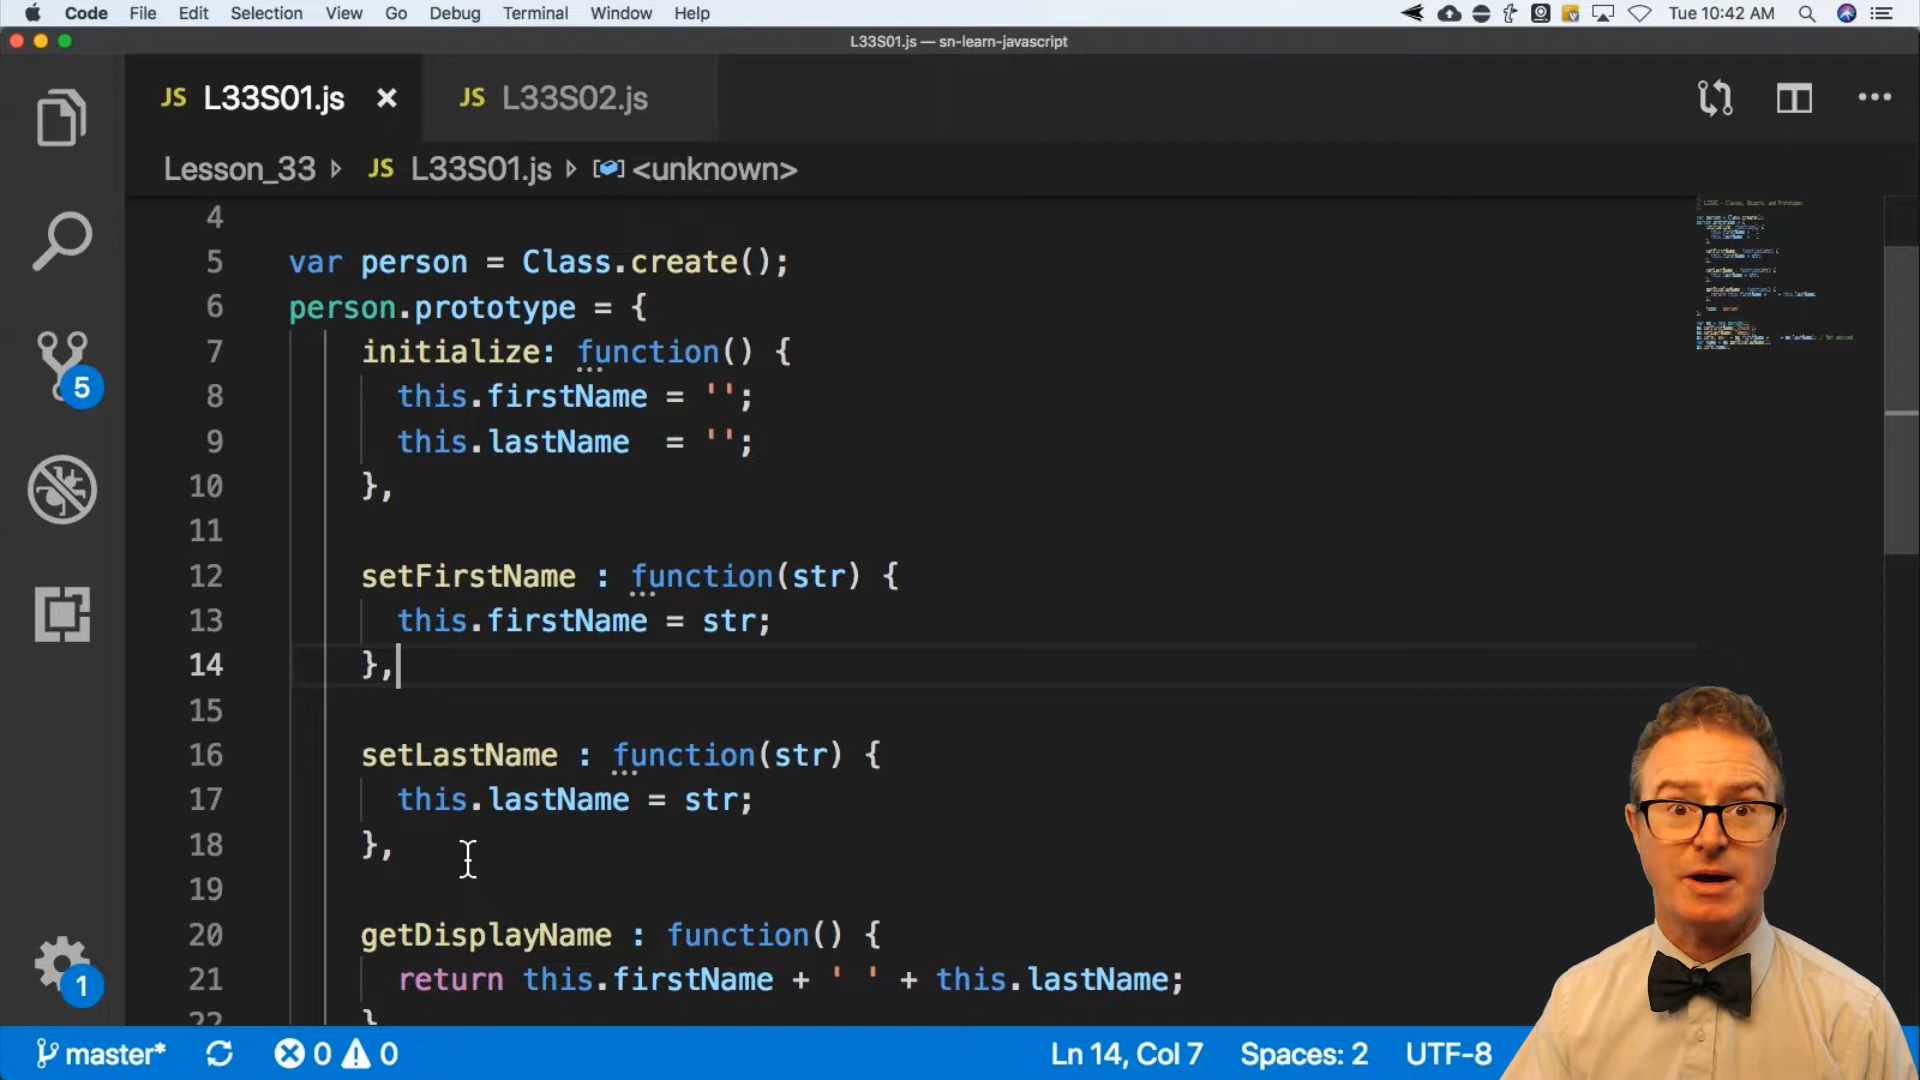 Code File Edit Selection View Go Debug Terminal Window Help Tue 10:42 AM
L33S01.js — sn-learn-javascript
JS L33S01.js JS L33S02.js
Lesson_33 JS L33S01.js <unknown>
4
5 var person = Class.create();
6 person.prototype = {
7 initialize: function() {
8 this.firstName = '';
9 this.lastName  = '';
10 },
11
12 setFirstName : function(str) {
13 this.firstName = str;
14 },
15
16 setLastName : function(str) {
17 this.lastName = str;
18 },
19
20 getDisplayName : function() {
21 return this.firstName + ' ' + this.lastName;
22 }
5
1
master* 0 0 Ln 14, Col 7 Spaces: 2 UTF-8